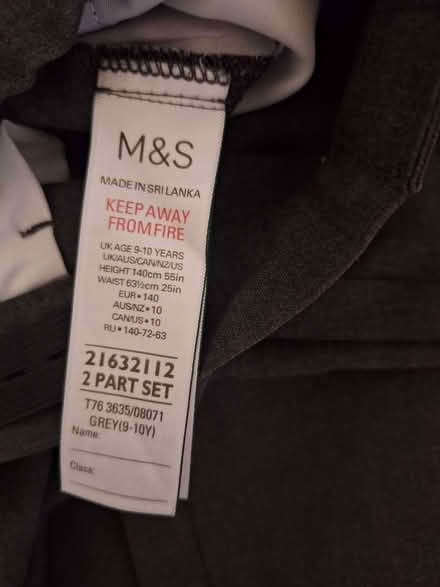 M&S
MADE IN SRI LANKA
KEEP AWAY
FROM FIRE
UK AGE 9-10 YEARS
UK/AUS/CAN/NZ/US
HEIGHT 140cm 55in
WAIST 63½cm 25in
EUR • 140
AUS/NZ • 10
CAN/US • 10
RU • 140-72-63
21632112
2 PART SET
T76 3635/08071
GREY(9-10Y)
Name:
Class: